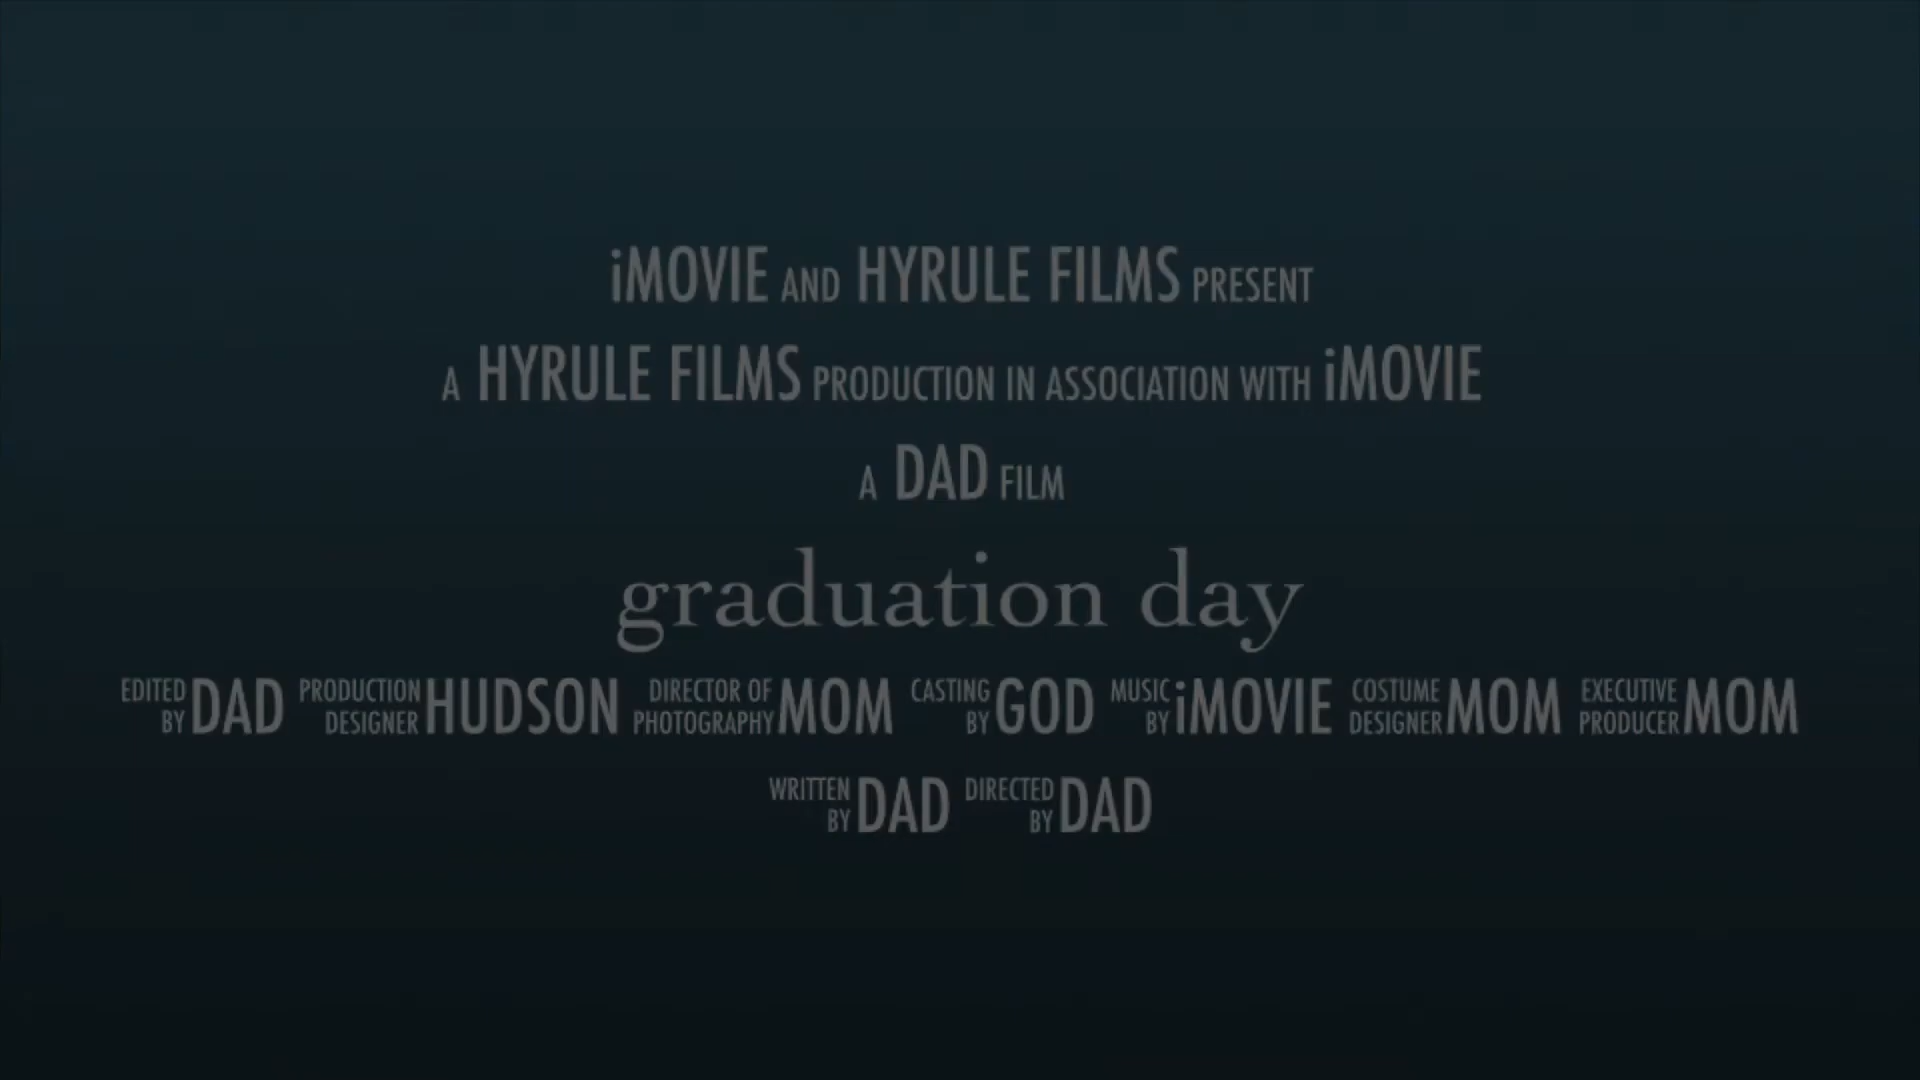 iMOVIE AND HYRULE FILMS PRESENT
A HYRULE FILMS PRODUCTION IN ASSOCIATION WITH iMOVIE
A DAD FILM
graduation day
EDITED BY DAD PRODUCTION DESIGNER HUDSON DIRECTOR OF PHOTOGRAPHY MOM CASTING BY GOD MUSIC BY iMOVIE COSTUME DESIGNER MOM EXECUTIVE PRODUCER MOM
WRITTEN BY DAD DIRECTED BY DAD